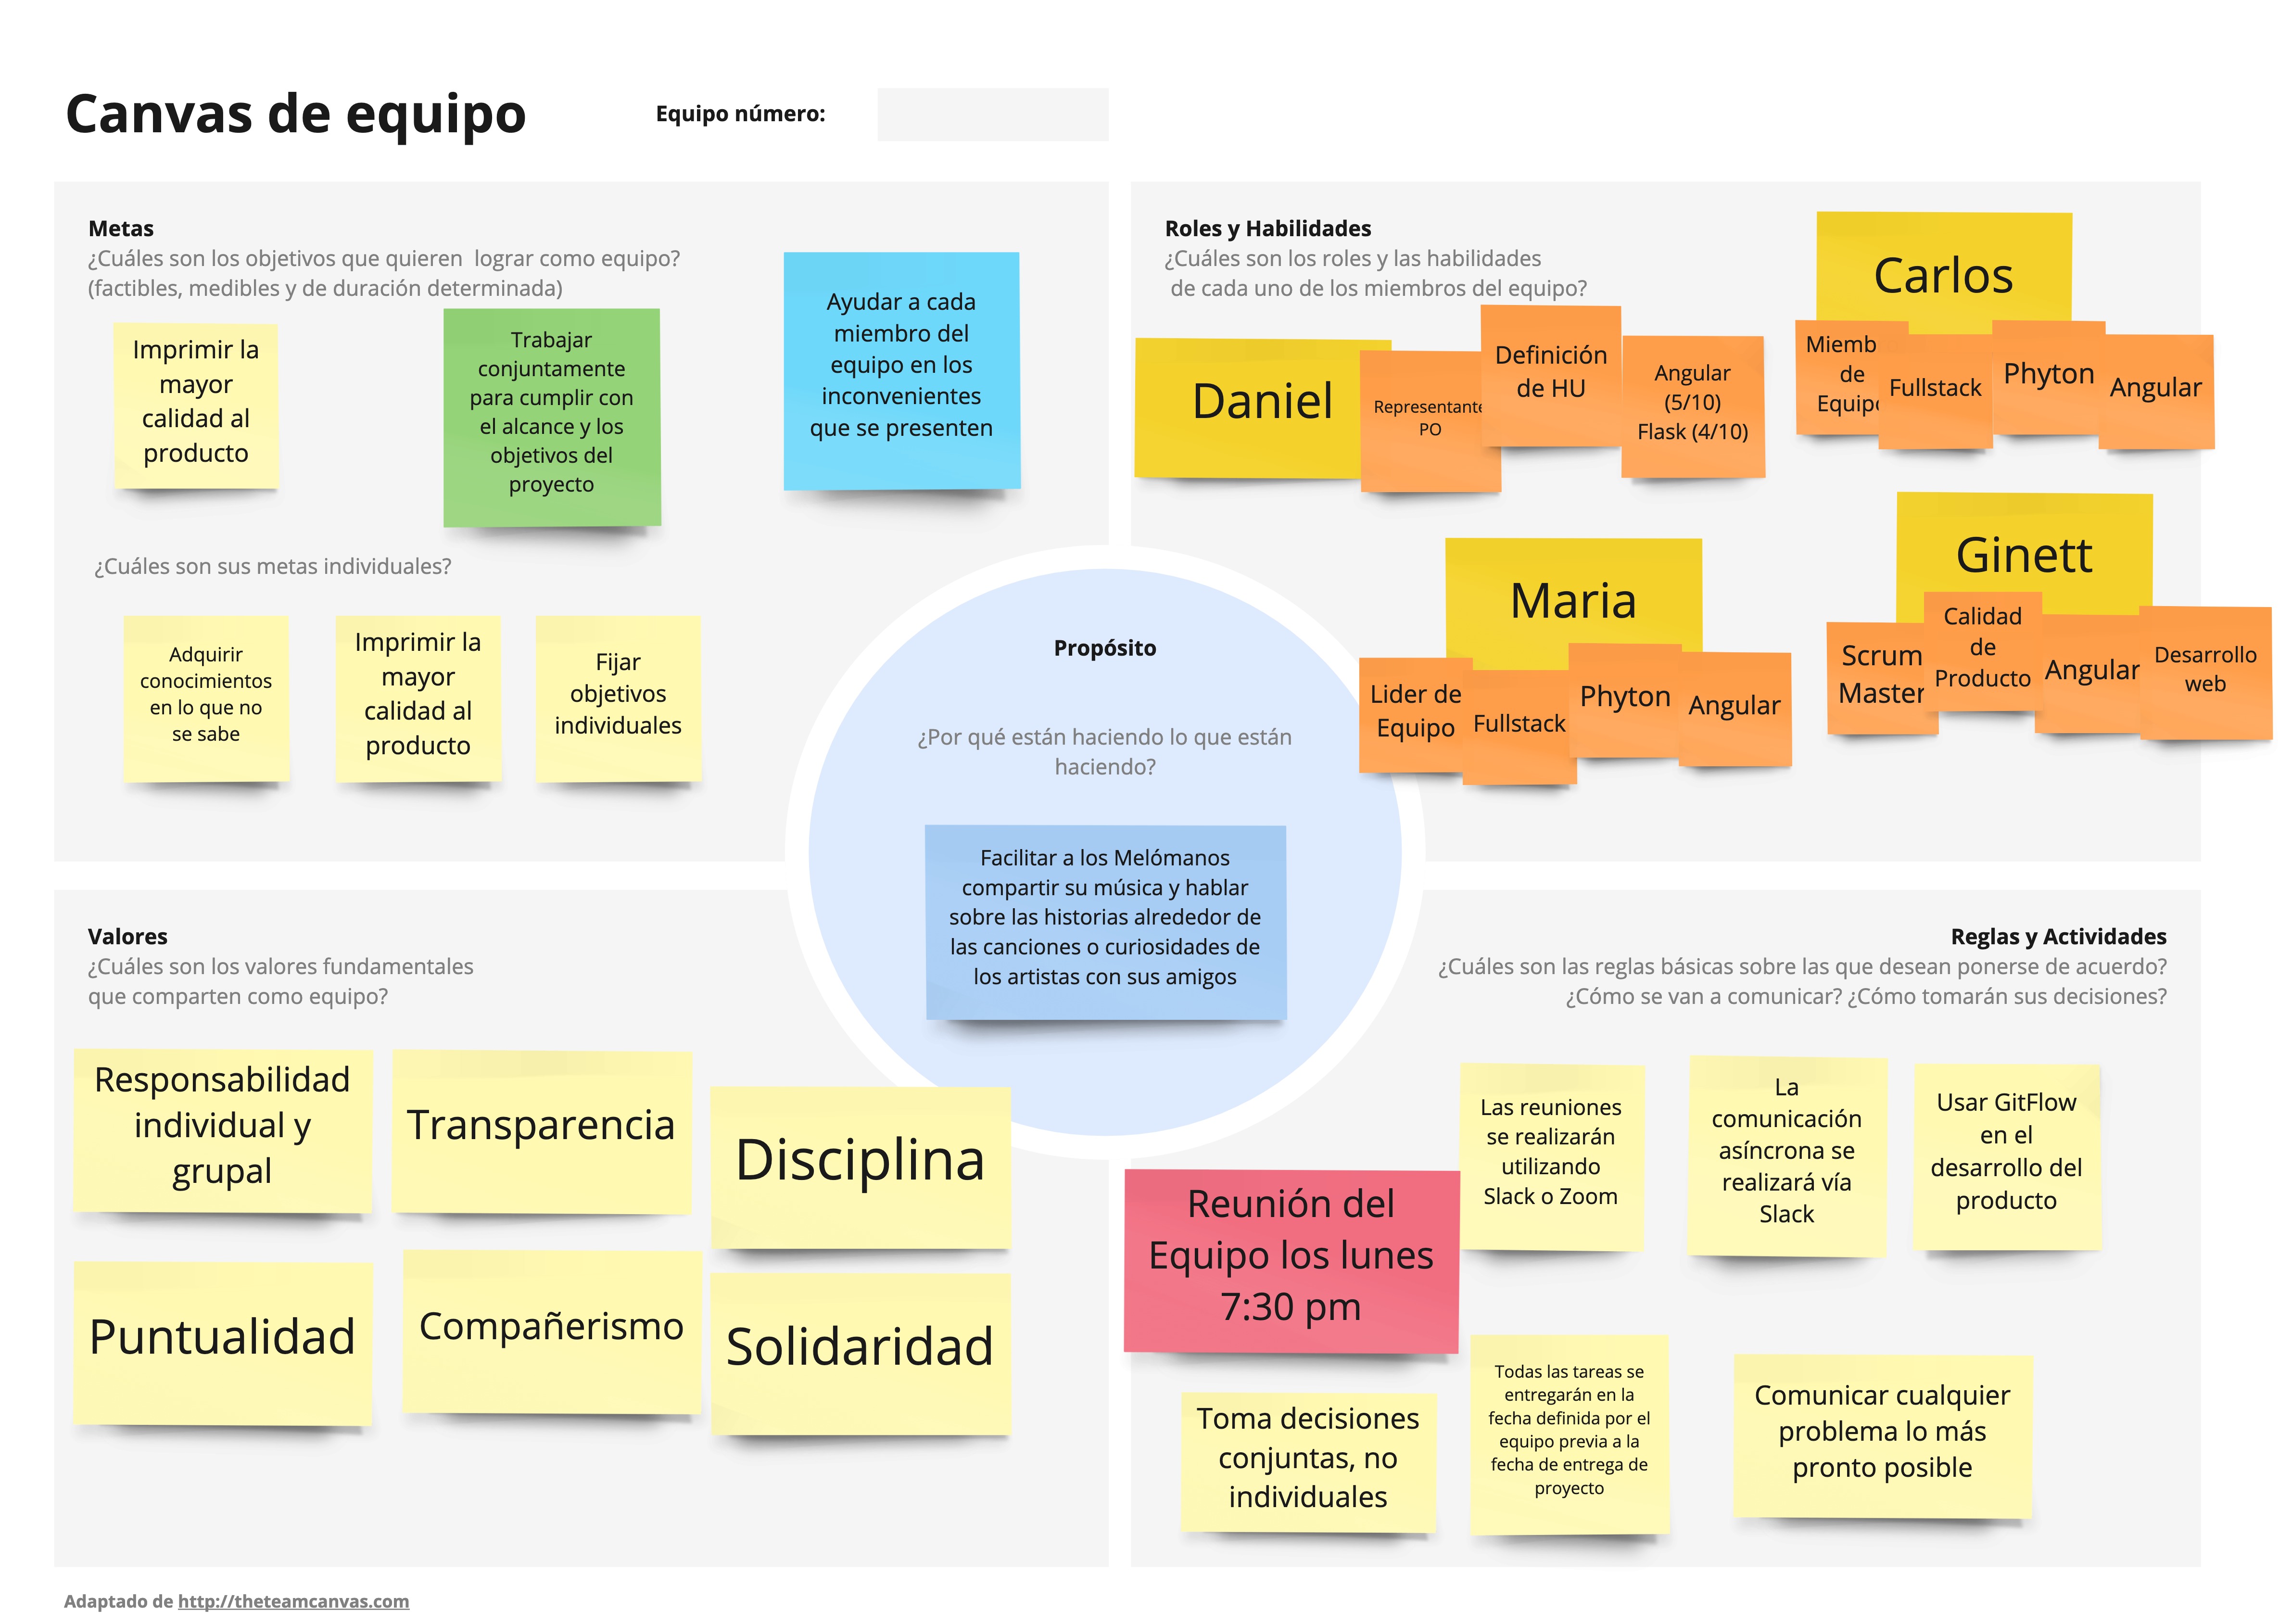 Canvas de equipo
Equipo número:
Metas
¿Cuáles son los objetivos que quieren lograr como equipo?
(factibles, medibles y de duración determinada)
Imprimir la
mayor
calidad al
producto
Trabajar
conjuntamente
para cumplir con
el alcance y los
objetivos del
proyecto
Ayudar a cada
miembro del
equipo en los
inconvenientes
que se presenten
¿Cuáles son sus metas individuales?
Adquirir
conocimientos
en lo que no
se sabe
Imprimir la
mayor
calidad al
producto
Fijar
objetivos
individuales
Roles y Habilidades
¿Cuáles son los roles y las habilidades
de cada uno de los miembros del equipo?
Daniel
Representante
PO
Definición
de HU
Angular
(5/10)
Flask (4/10)
Carlos
Miemb
de
Equipo
Fullstack
Phyton
Angular
Maria
Lider de
Equipo
Fullstack
Phyton
Angular
Ginett
Scrum
Master
Calidad
de
Producto
Angular
Desarrollo
web
Propósito
¿Por qué están haciendo lo que están
haciendo?
Facilitar a los Melómanos
compartir su música y hablar
sobre las historias alrededor de
las canciones o curiosidades de
los artistas con sus amigos
Valores
¿Cuáles son los valores fundamentales
que comparten como equipo?
Responsabilidad
individual y
grupal
Transparencia
Disciplina
Puntualidad
Compañerismo
Solidaridad
Reglas y Actividades
¿Cuáles son las reglas básicas sobre las que desean ponerse de acuerdo?
¿Cómo se van a comunicar? ¿Cómo tomarán sus decisiones?
Reunión del
Equipo los lunes
7:30 pm
Las reuniones
se realizarán
utilizando
Slack o Zoom
La
comunicación
asíncrona se
realizará vía
Slack
Usar GitFlow
en el
desarrollo del
producto
Toma decisiones
conjuntas, no
individuales
Todas las tareas se
entregarán en la
fecha definida por el
equipo previa a la
fecha de entrega de
proyecto
Comunicar cualquier
problema lo más
pronto posible
Adaptado de http://theteamcanvas.com